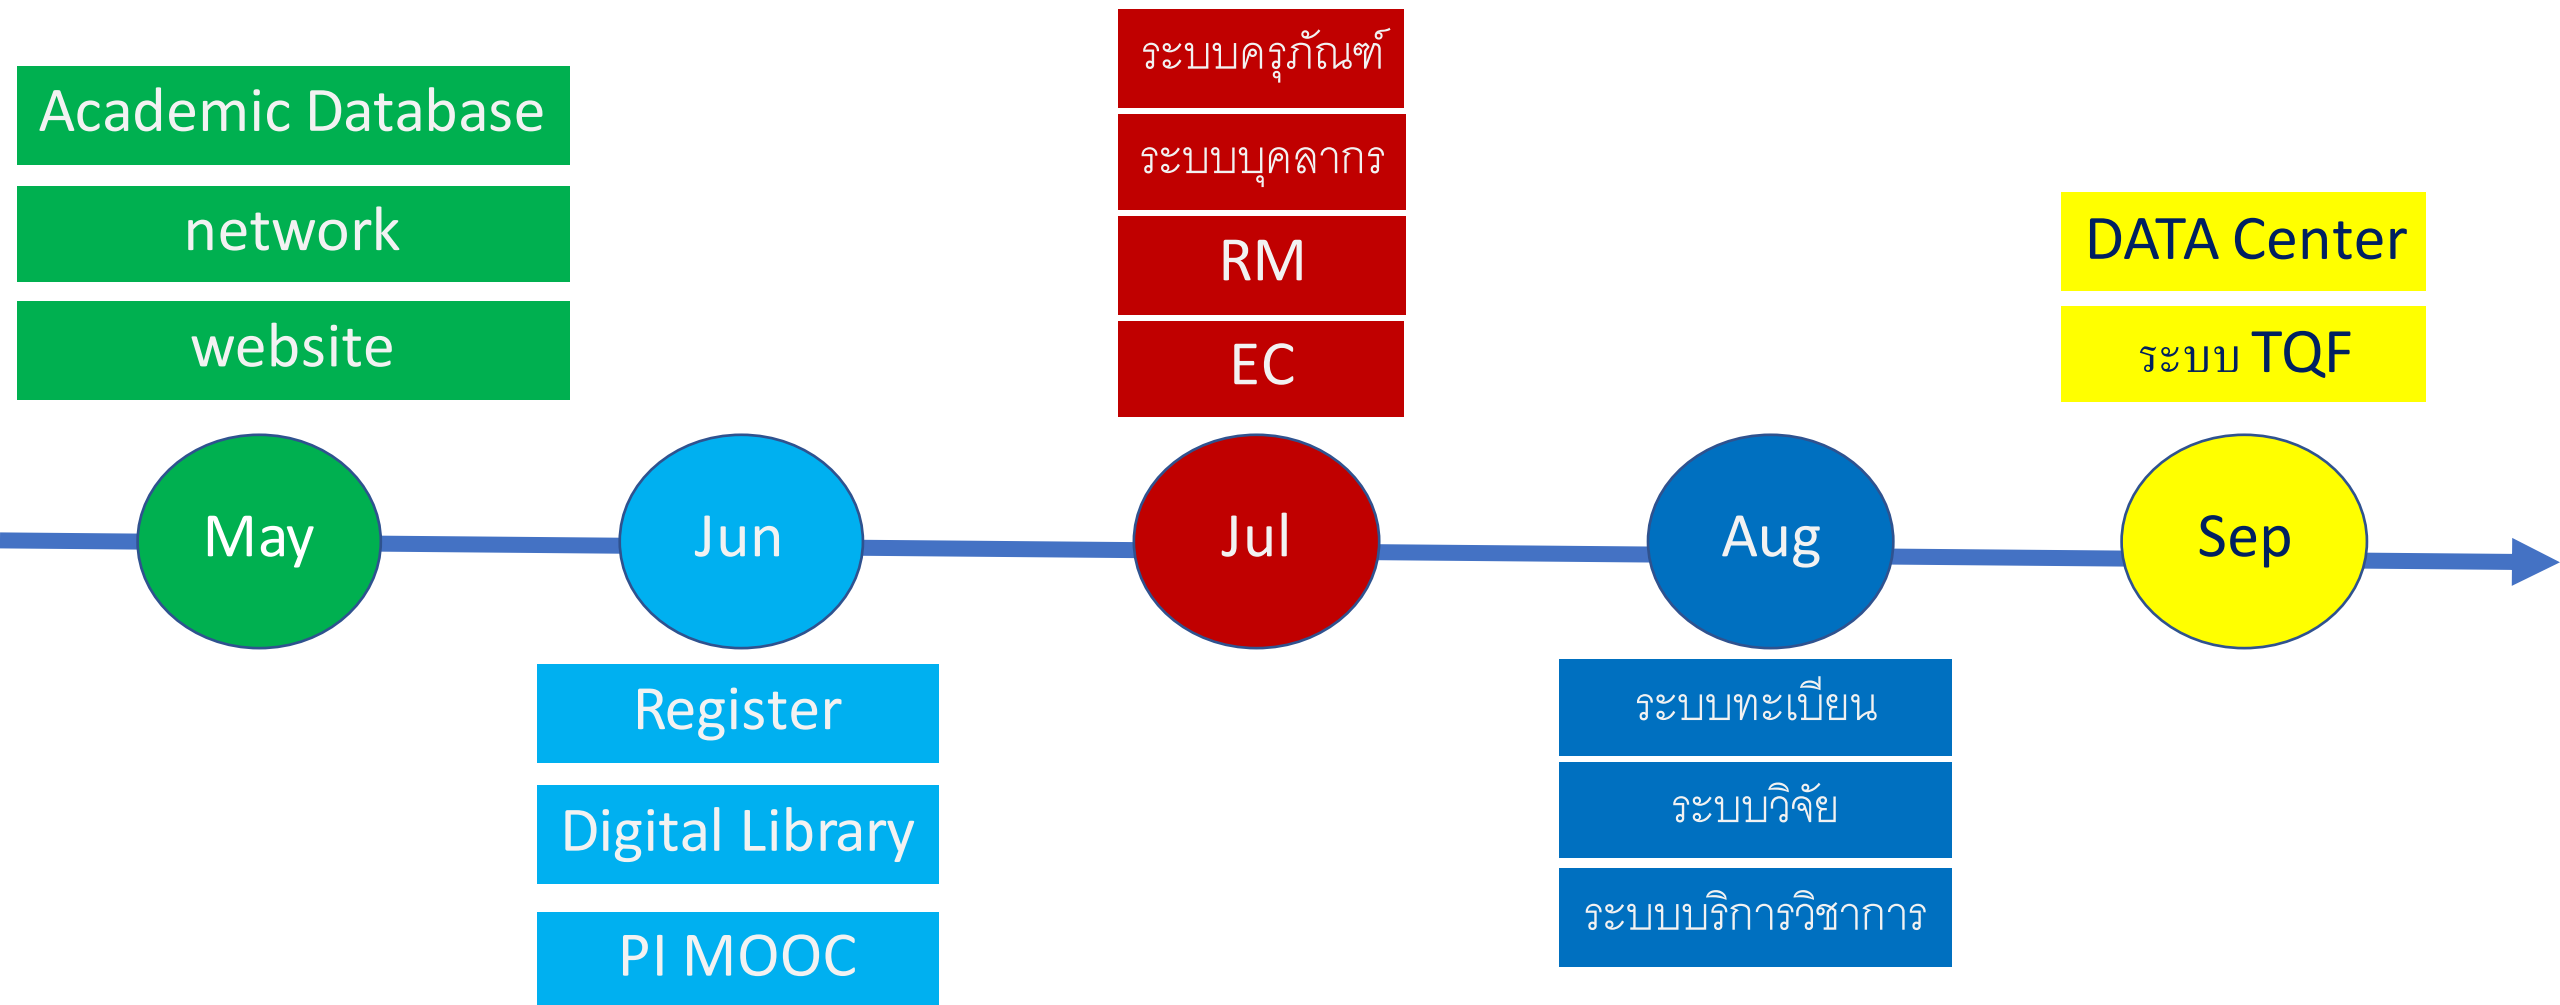 Academic Database
network
website
May
Jun
Register
Digital Library
PI MOOC
ระบบครุภัณฑ์
ระบบบุคลากร
RM
EC
Jul
Aug
ระบบทะเบียน
ระบบวิจัย
ระบบบริการวิชาการ
DATA Center
ระบบ TQF
Sep